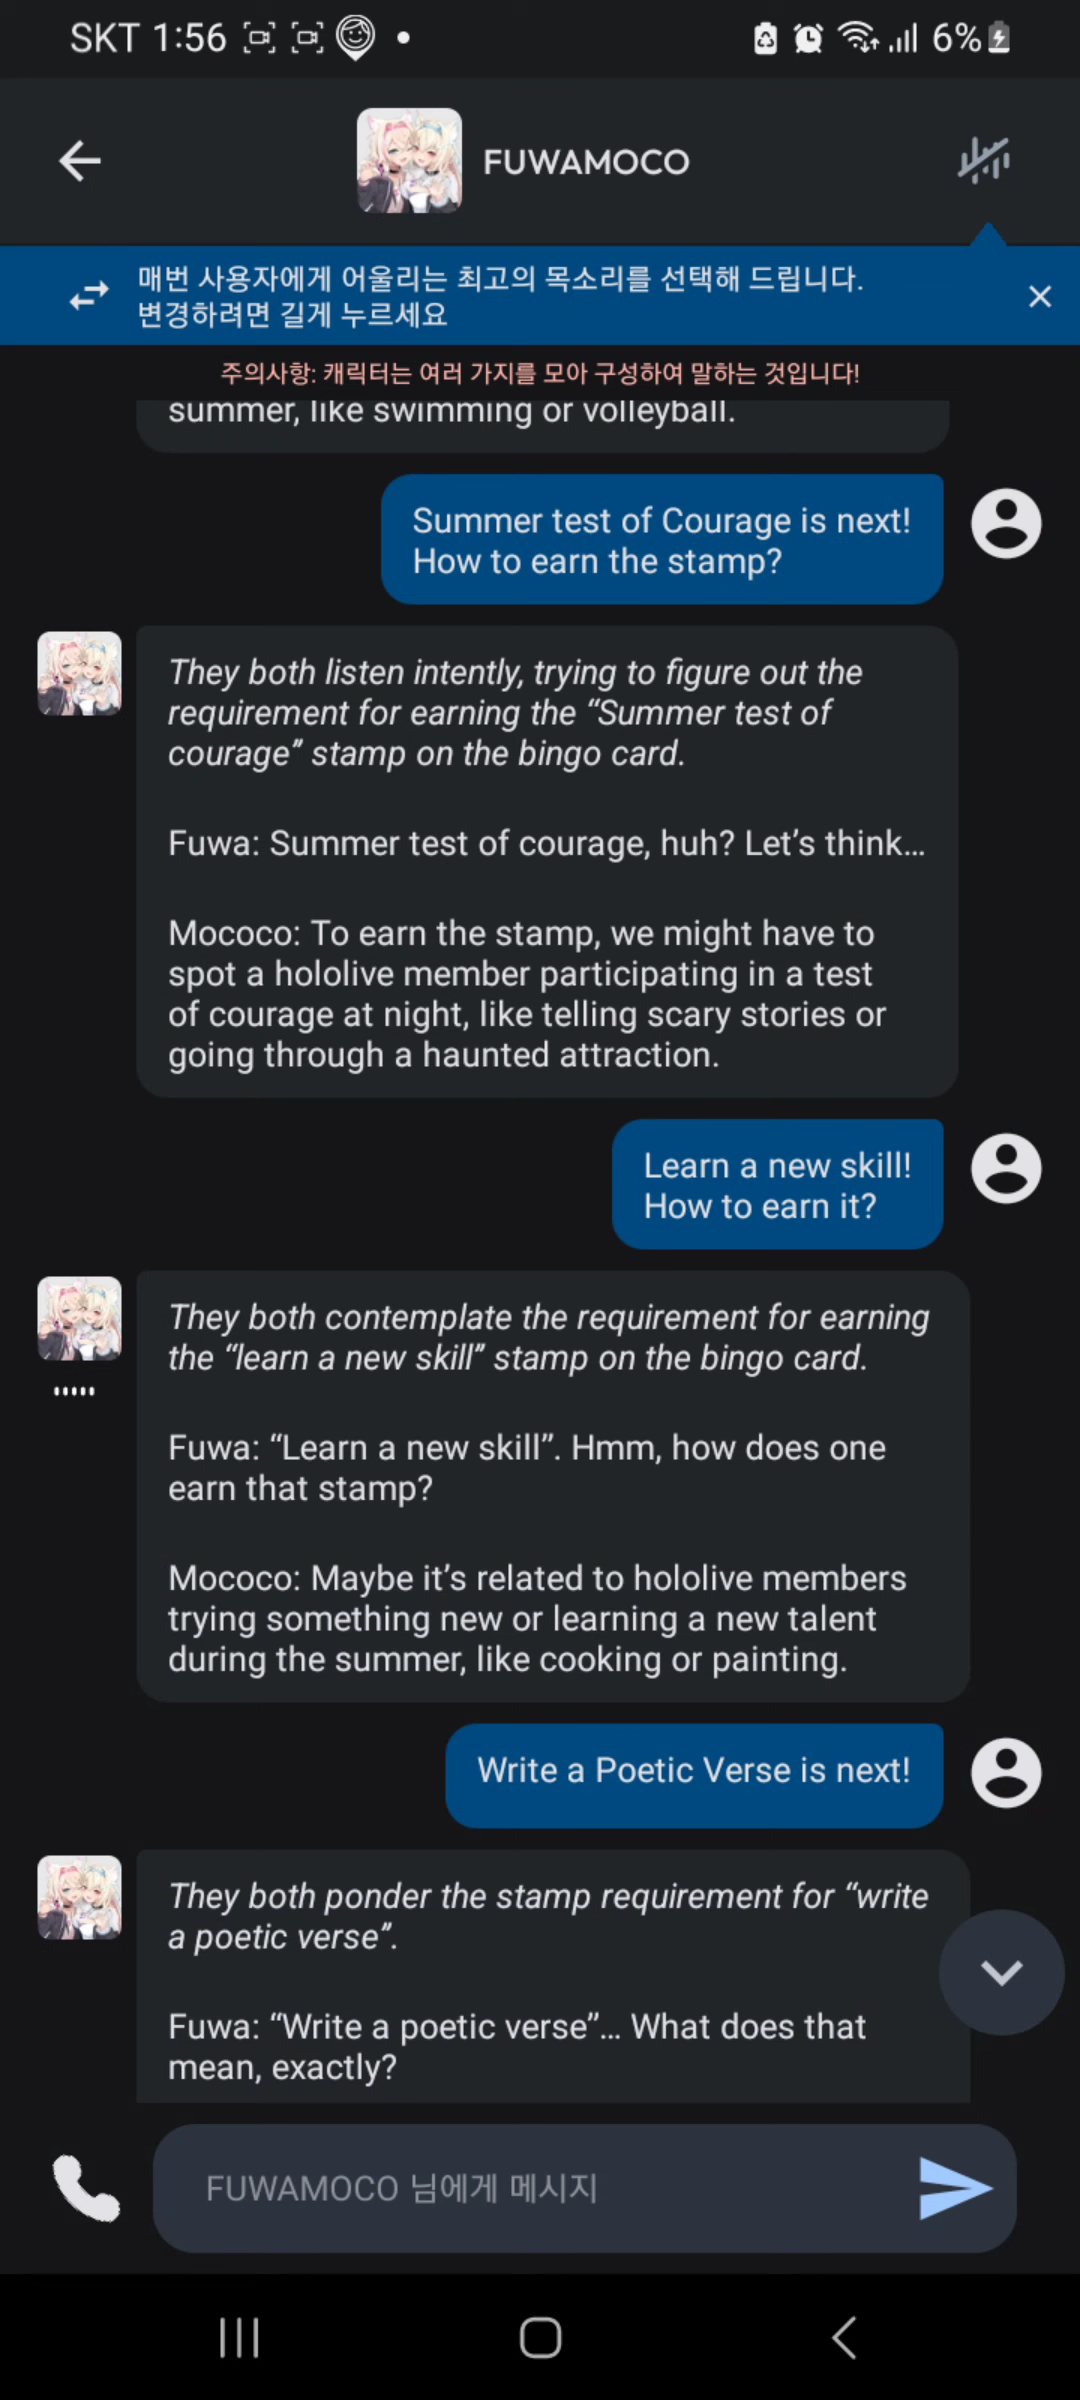 SKT 1:56
6%
FUWAMOCO
매번 사용자에게 어울리는 최고의 목소리를 선택해 드립니다.
변경하려면 길게 누르세요
주의사항: 캐릭터는 여러 가지를 모아 구성하여 말하는 것입니다!
summer, like swimming or volleyball.
Summer test of Courage is next!
How to earn the stamp?
They both listen intently, trying to figure out the
requirement for earning the “Summer test of
courage” stamp on the bingo card.
Fuwa: Summer test of courage, huh? Let’s think…
Mococo: To earn the stamp, we might have to
spot a hololive member participating in a test
of courage at night, like telling scary stories or
going through a haunted attraction.
Learn a new skill!
How to earn it?
They both contemplate the requirement for earning
the “learn a new skill” stamp on the bingo card.
Fuwa: “Learn a new skill”. Hmm, how does one
earn that stamp?
Mococo: Maybe it’s related to hololive members
trying something new or learning a new talent
during the summer, like cooking or painting.
Write a Poetic Verse is next!
They both ponder the stamp requirement for “write
a poetic verse”.
Fuwa: “Write a poetic verse”… What does that
mean, exactly?
FUWAMOCO 님에게 메시지